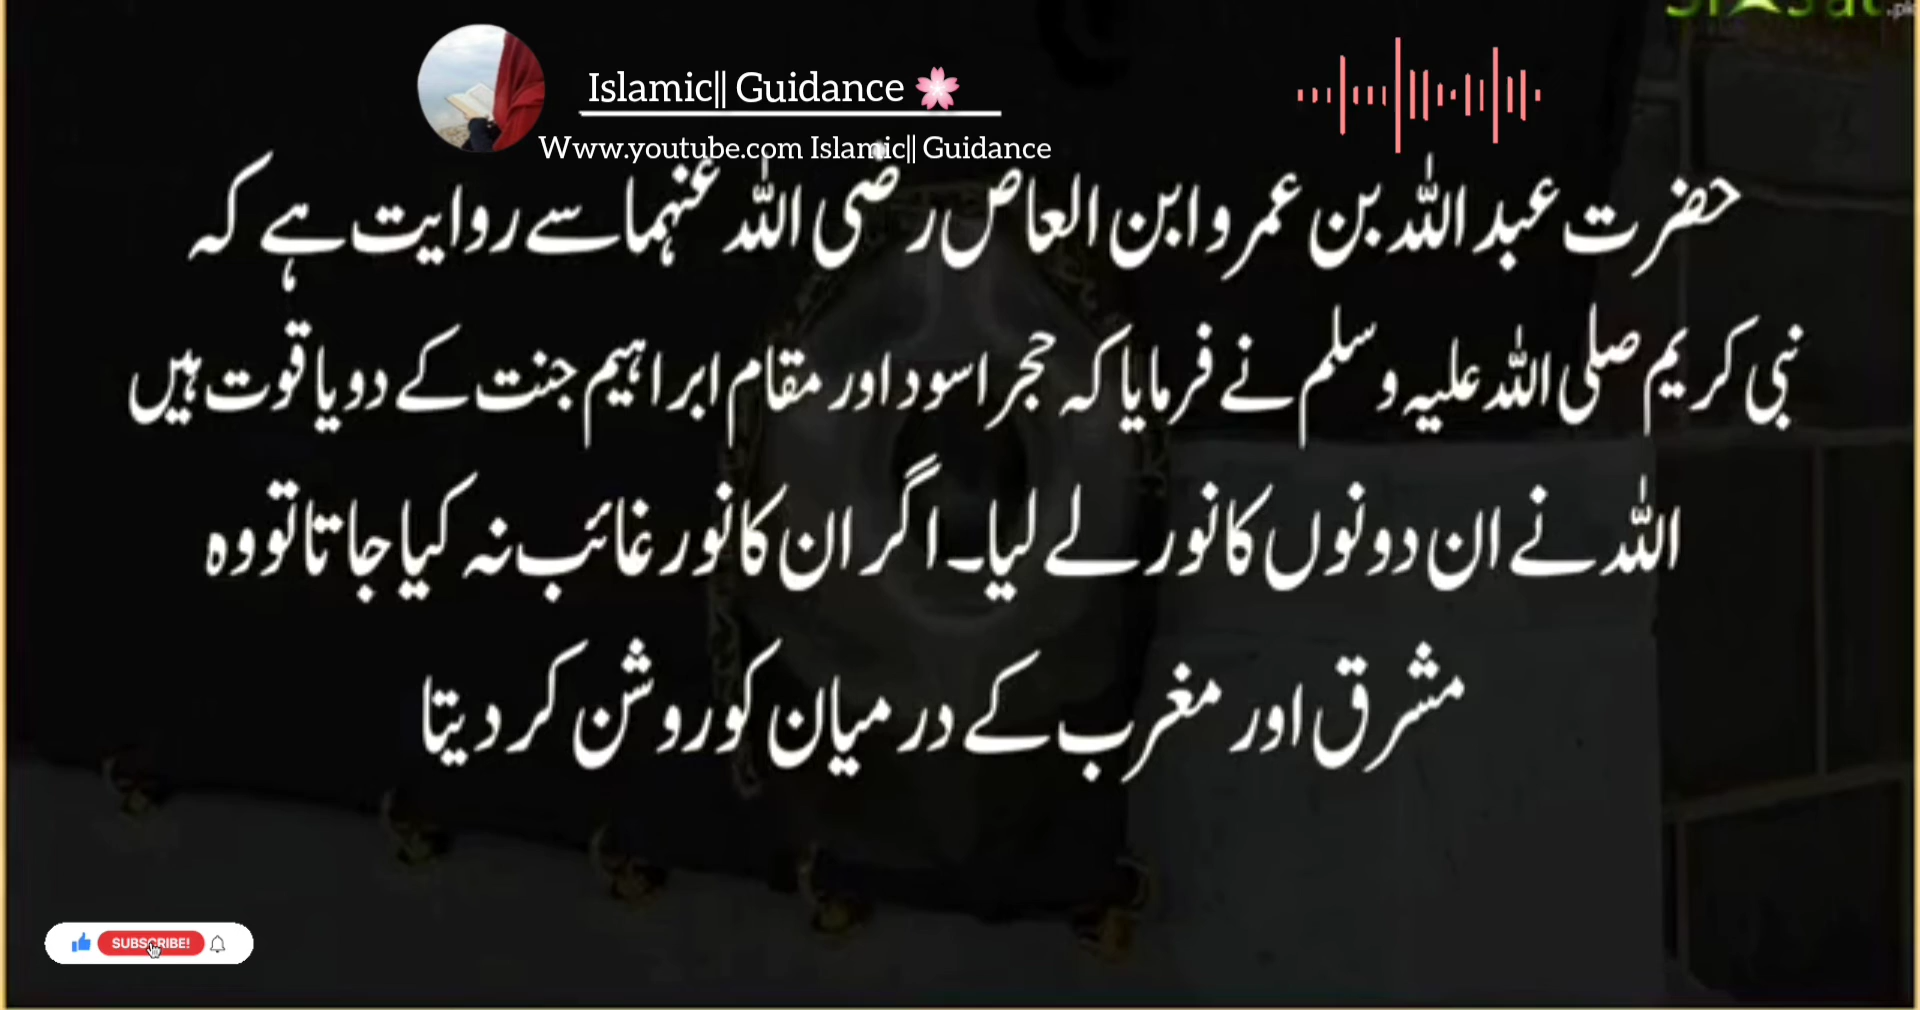 Islamic|| Guidance 🌸
Www.youtube.com Islamic|| Guidance
حضرت عبد اللہ بن عمرو ابن العاص رضی اللہ عنہما سے روایت ہے کہ
نبی کریم صلی اللہ علیہ وسلم نے فرمایا کہ حجر اسود اور مقام ابراہیم جنت کے دو یاقوت ہیں
اللہ نے ان دونوں کا نور لے لیا۔ اگر ان کا نور غائب نہ کیا جاتا تو وہ
مشرق اور مغرب کے درمیان کو روشن کر دیتا
SUBSCRIBE!